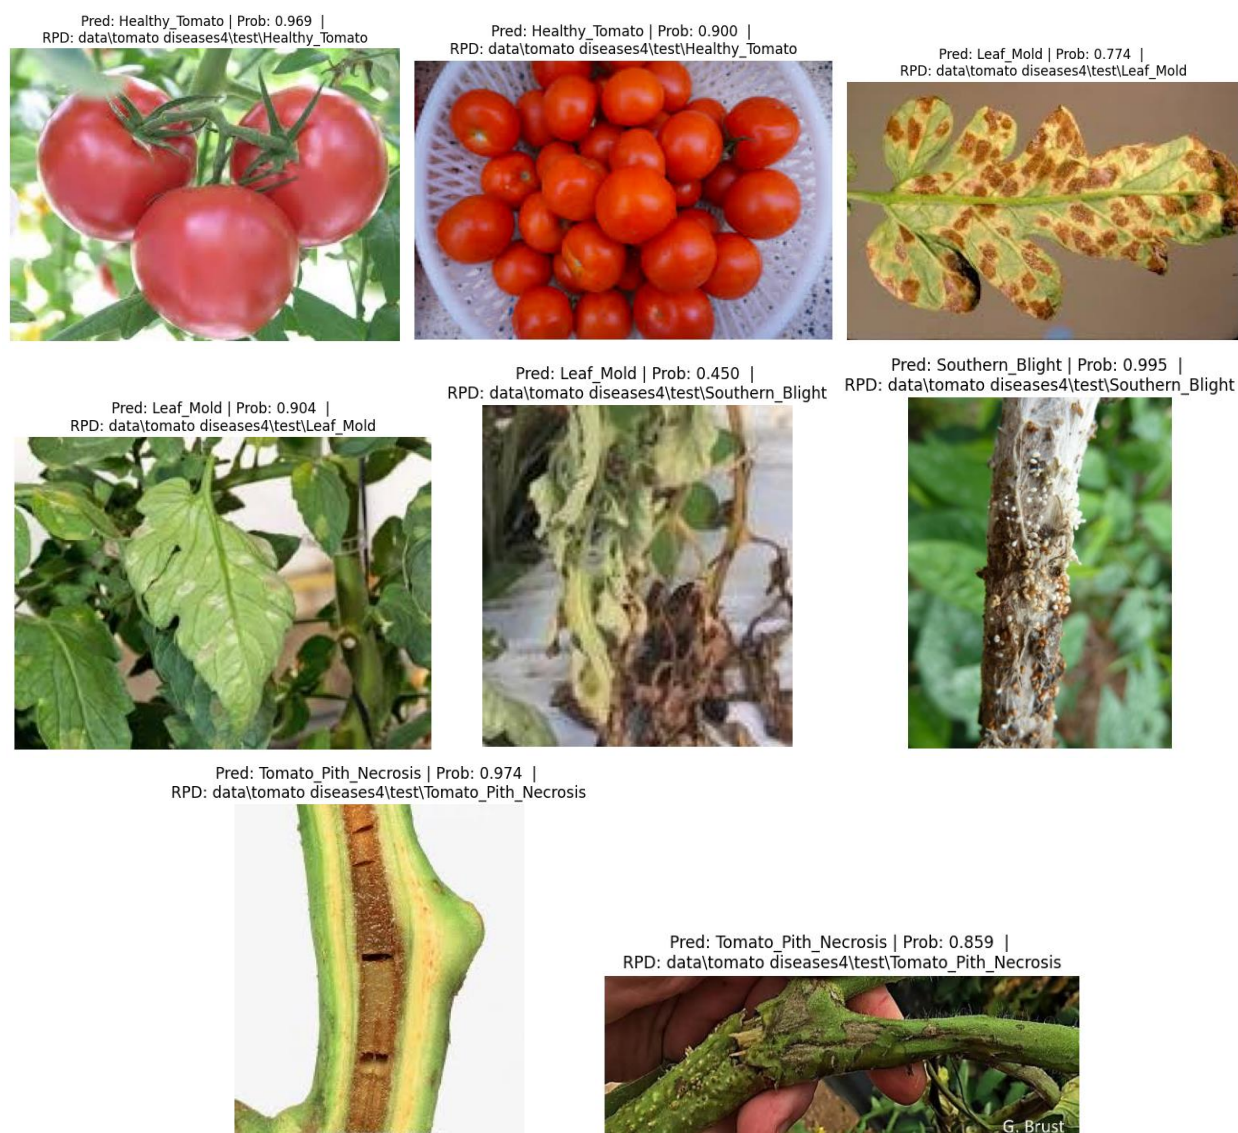 Pred: Healthy_Tomato | Prob: 0.969 |
RPD: data\tomato diseases4\test\Healthy_Tomato
Pred: Healthy_Tomato | Prob: 0.900 |
RPD: data\tomato diseases4\test\Healthy_Tomato
Pred: Leaf_Mold | Prob: 0.774 |
RPD: data\tomato diseases4\test\Leaf_Mold
Pred: Leaf_Mold | Prob: 0.904 |
RPD: data\tomato diseases4\test\Leaf_Mold
Pred: Leaf_Mold | Prob: 0.450 |
RPD: data\tomato diseases4\test\Southern_Blight
Pred: Southern_Blight | Prob: 0.995 |
RPD: data\tomato diseases4\test\Southern_Blight
Pred: Tomato_Pith_Necrosis | Prob: 0.974 |
RPD: data\tomato diseases4\test\Tomato_Pith_Necrosis
Pred: Tomato_Pith_Necrosis | Prob: 0.859 |
RPD: data\tomato diseases4\test\Tomato_Pith_Necrosis
G. Brust